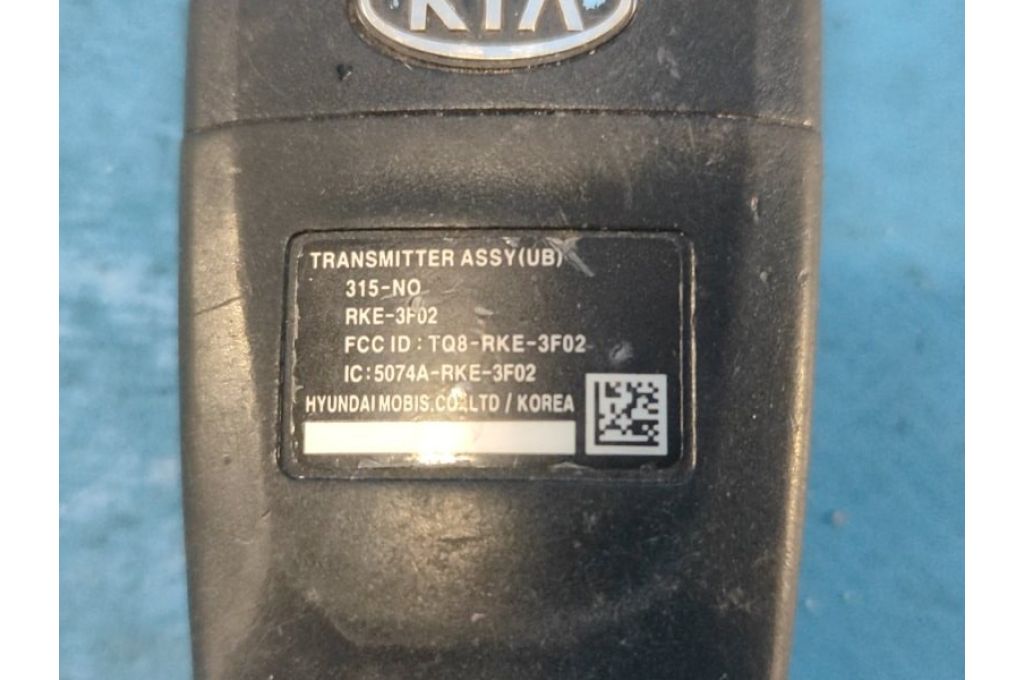 KIA
TRANSMITTER ASSY(UB)
315-NO
RKE-3F02
FCC ID : TQ8-RKE-3F02
IC:5074A-RKE-3F02
HYUNDAI MOBIS.CO.LTD / KOREA